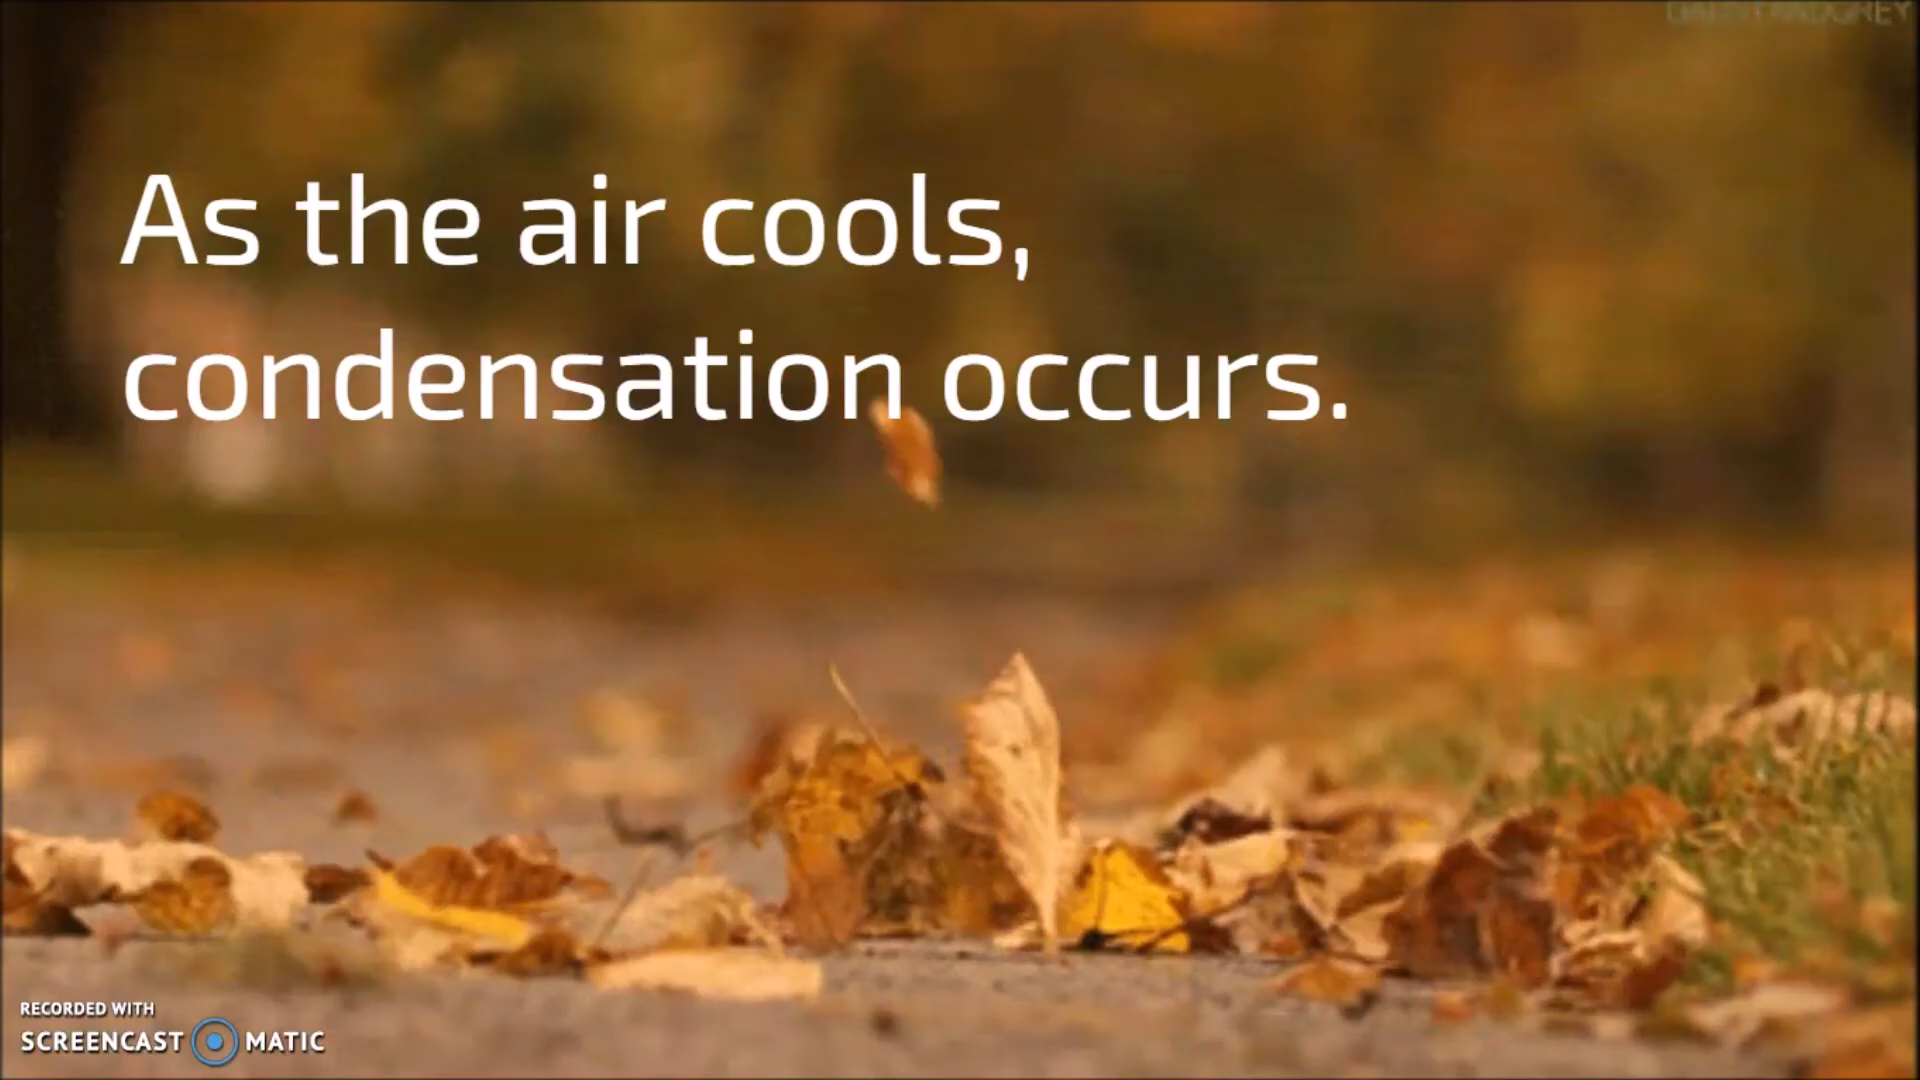 As the air cools,
condensation occurs.
RECORDED WITH
SCREENCAST MATIC